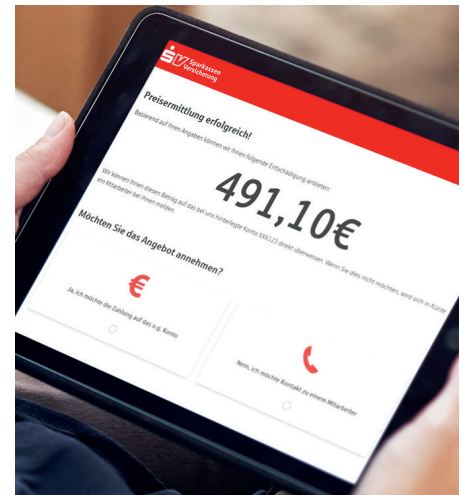 Sparkassen
Versicherung
Preisermittlung erfolgreich!
Basierend auf Ihren Angaben können wir Ihnen folgende Entschädigung anbieten:
491,10€
Wir können Ihnen diesen Betrag auf das bei uns hinterlegte Konto XXX123 direkt überweisen. Wenn Sie dies nicht möchten, wird sich in Kürze
ein Mitarbeiter bei Ihnen melden.
Möchten Sie das Angebot annehmen?
€
Ja, ich möchte die Zahlung auf das o.g. Konto
Nein, ich möchte Kontakt zu einem Mitarbeiter